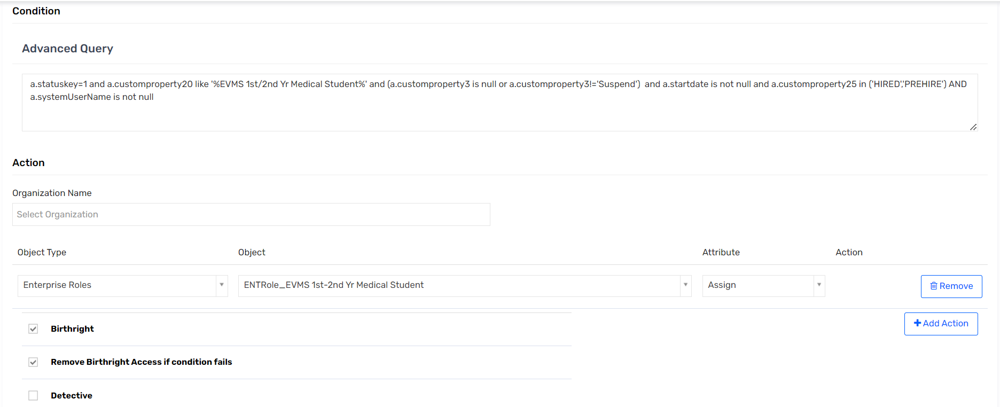 Condition
Advanced Query
a.statuskey=1 and a.customproperty20 like '%EVMS 1st/2nd Yr Medical Student%' and (a.customproperty3 is null or a.customproperty3!='Suspend')  and a.startdate is not null and a.customproperty25 in ('HIRED','PREHIRE') AND
a.systemUserName is not null
Action
Organization Name
Select Organization
Object Type Object Attribute Action
Enterprise Roles ENTRole_EVMS 1st-2nd Yr Medical Student Assign Remove
Birthright Add Action
Remove Birthright Access if condition fails
Detective